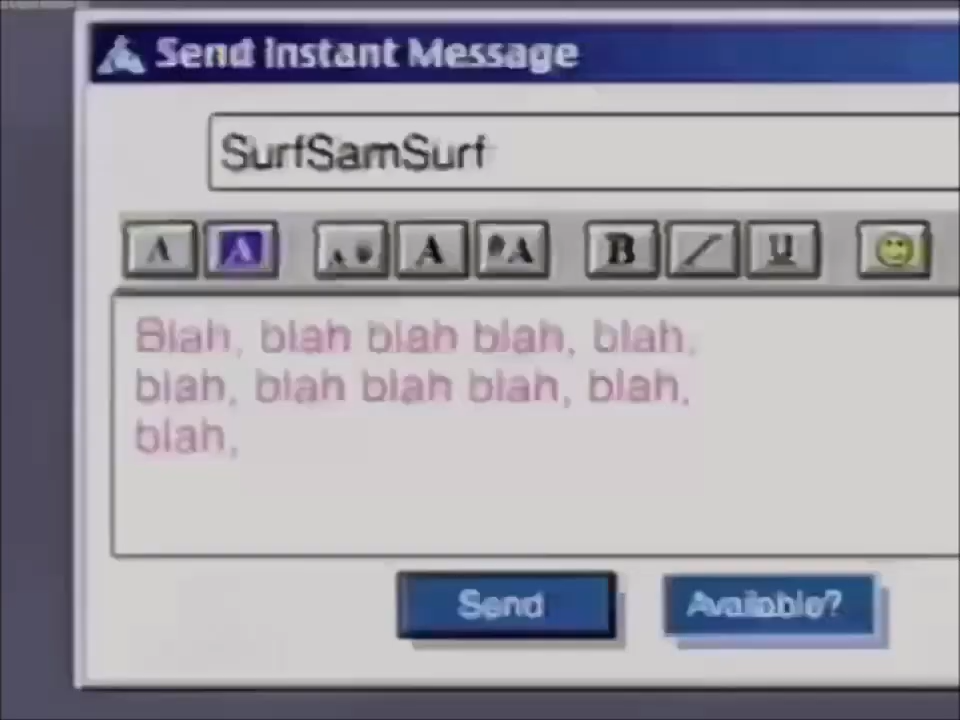 Send Instant Message
SurfSamSurf
A A A A A B / U
Blah, blah blah blah, blah,
blah, blah blah blah, blah,
blah,
Send Available?